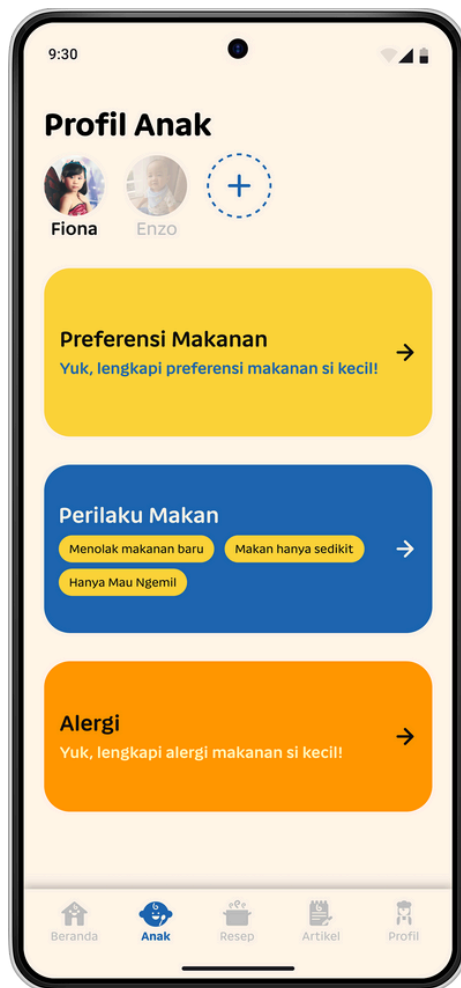 9:30
Profil Anak
Fiona
Enzo
Preferensi Makanan
Yuk, lengkapi preferensi makanan si kecil!
Perilaku Makan
Menolak makanan baru
Makan hanya sedikit
Hanya Mau Ngemil
Alergi
Yuk, lengkapi alergi makanan si kecil!
Beranda
Anak
Resep
Artikel
Profil